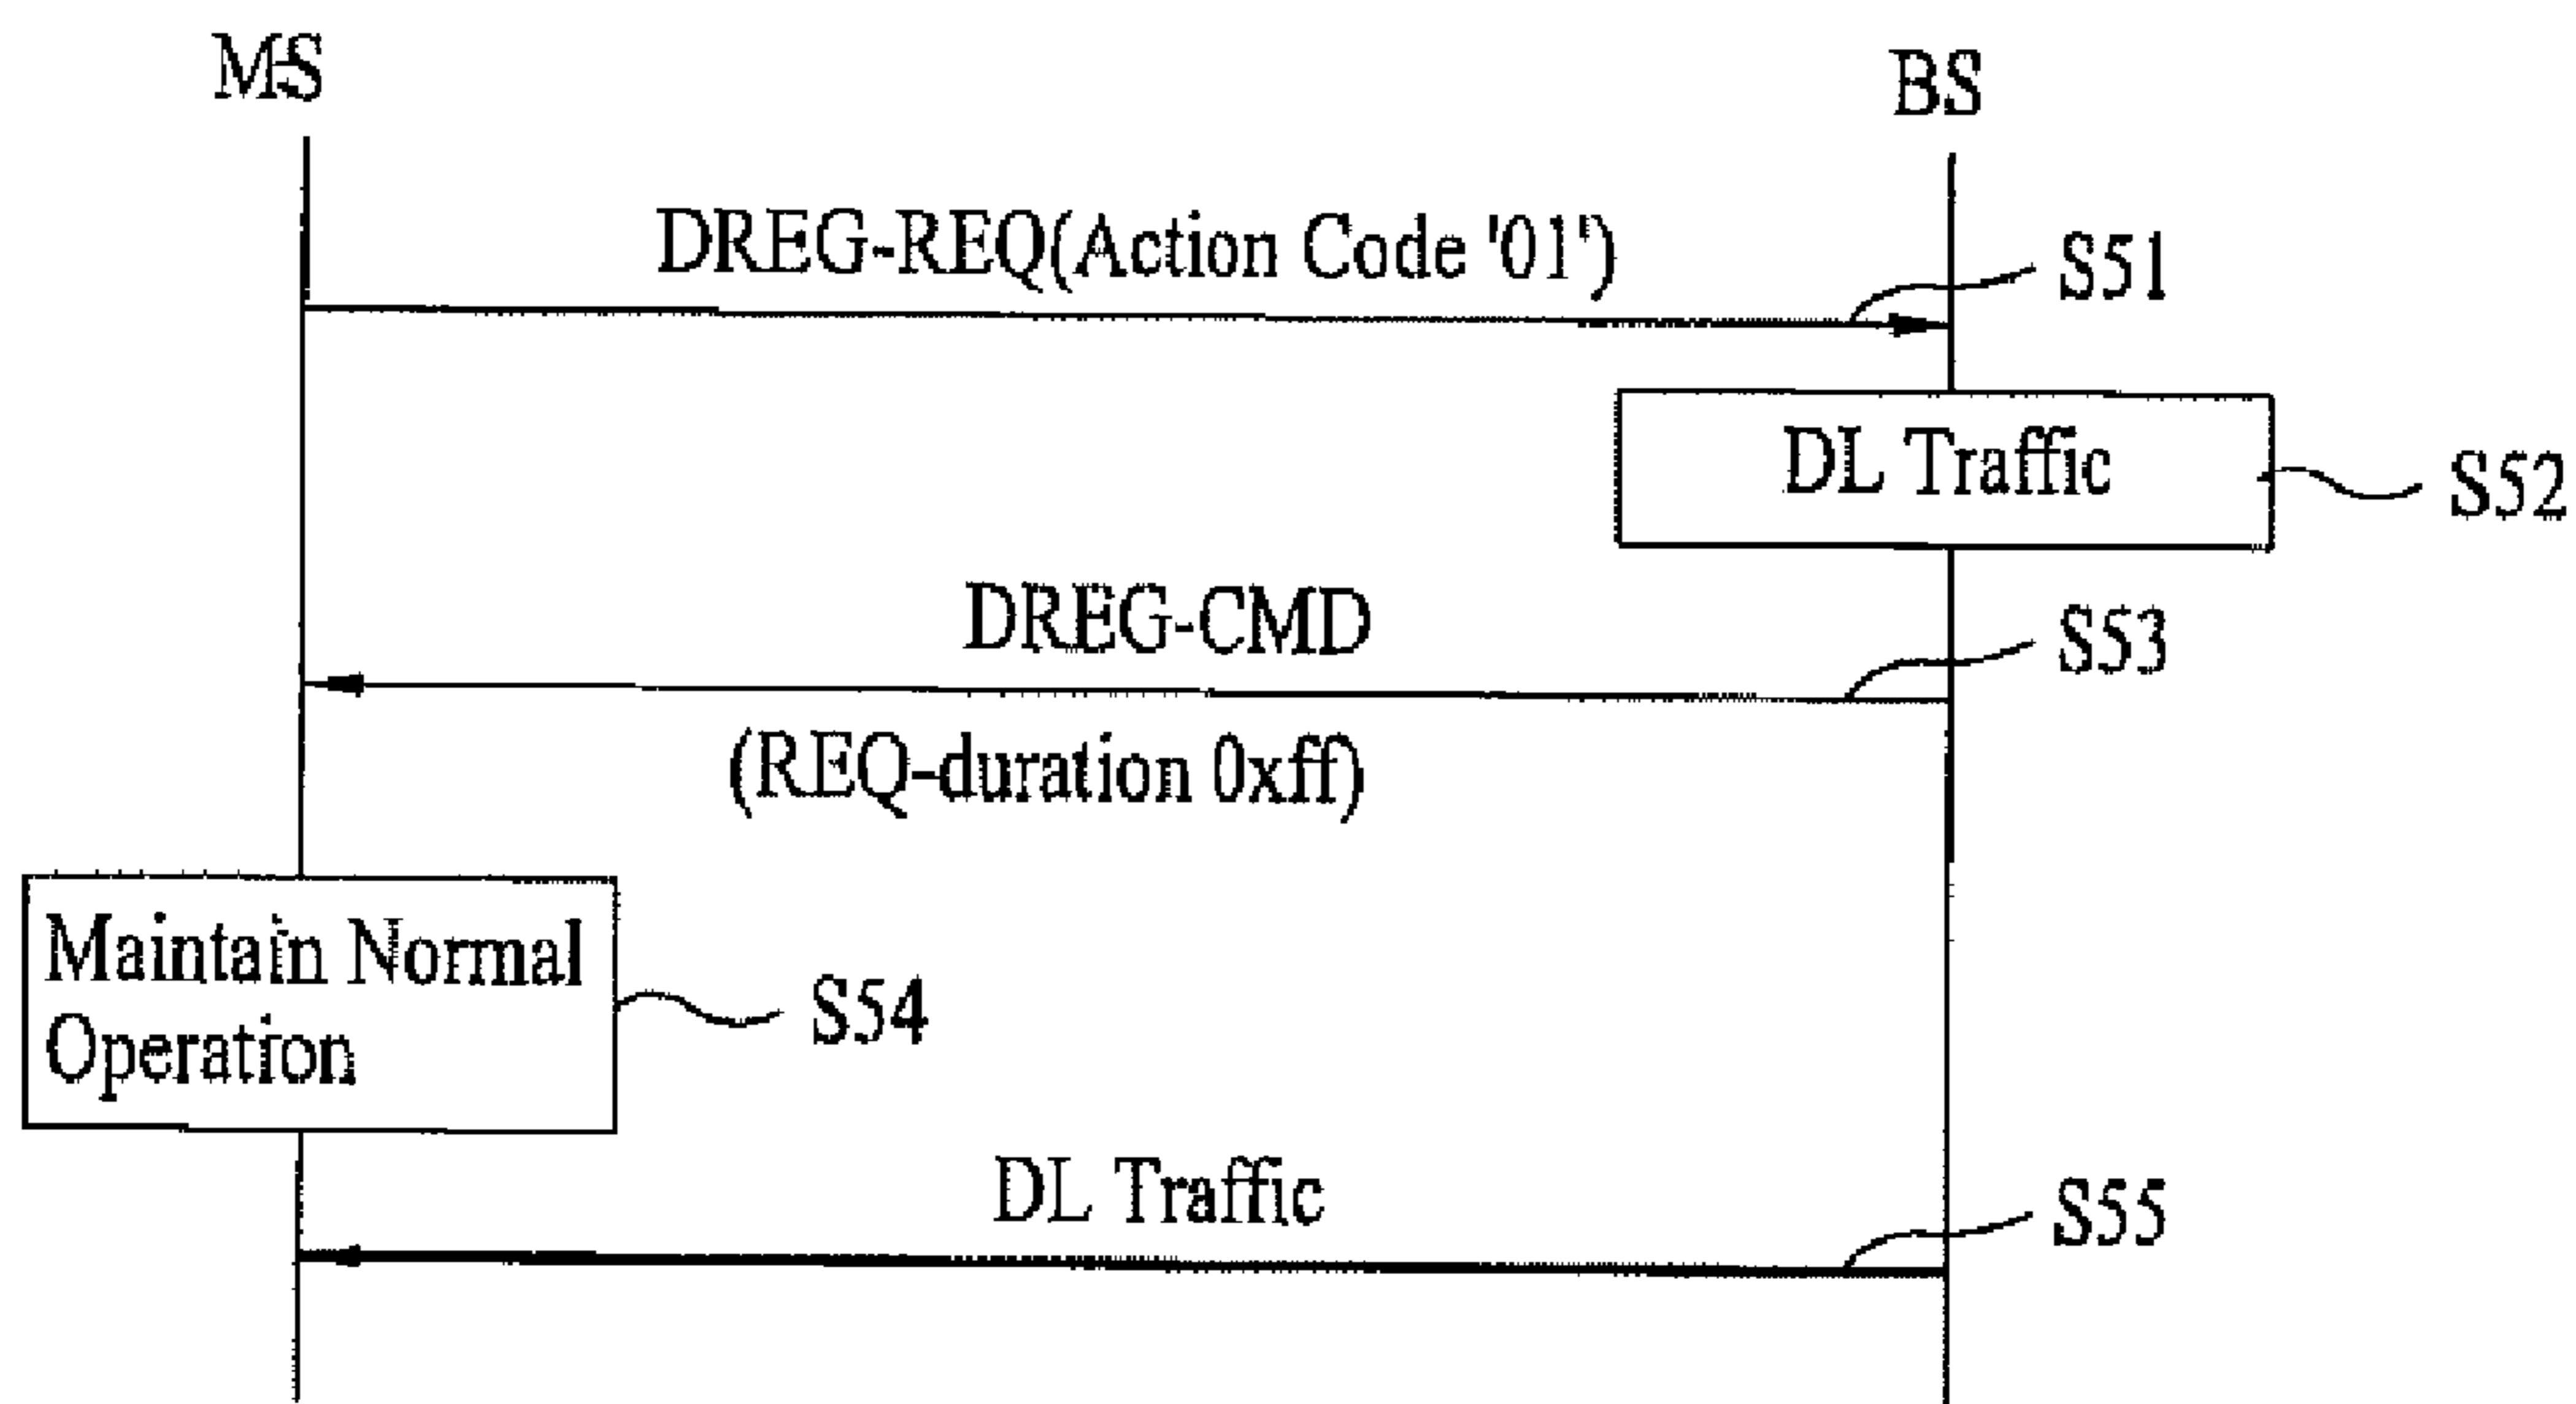 MS
BS
DREG-REQ(Action Code '01')
S51
DL Traffic
S52
DREG-CMD
S53
(REQ-duration 0xff)
Maintain Normal
Operation
S54
DL Traffic
S55